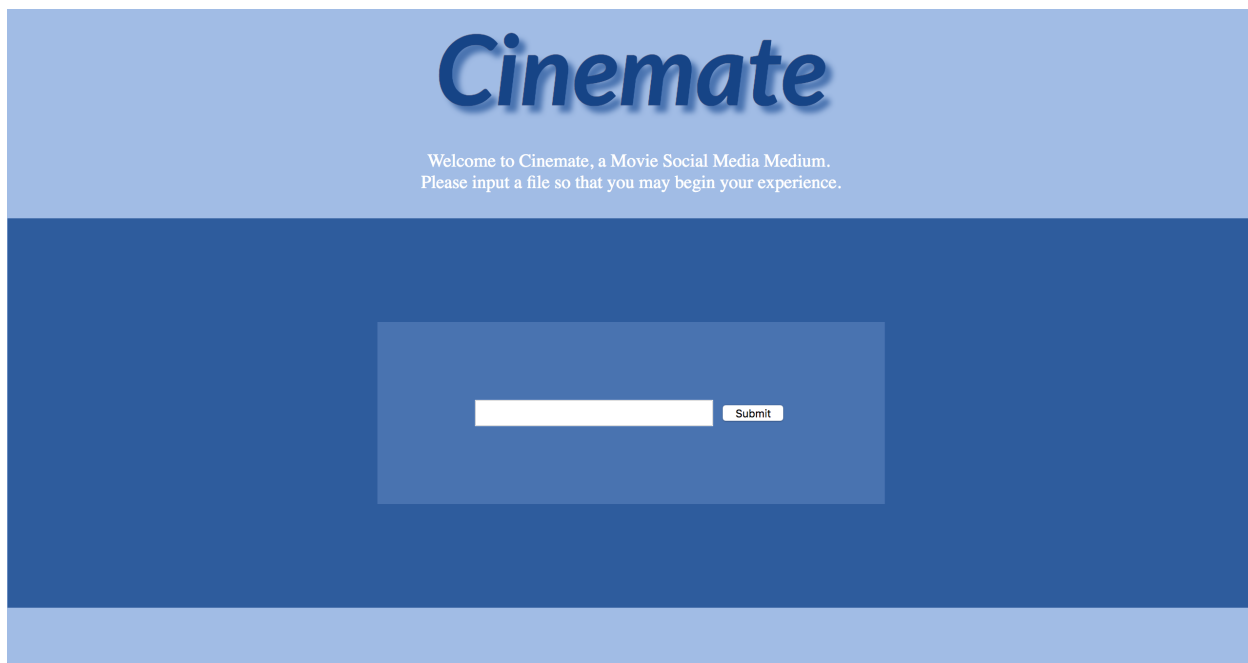 Cinemate
Welcome to Cinemate, a Movie Social Media Medium.
Please input a file so that you may begin your experience.
Submit